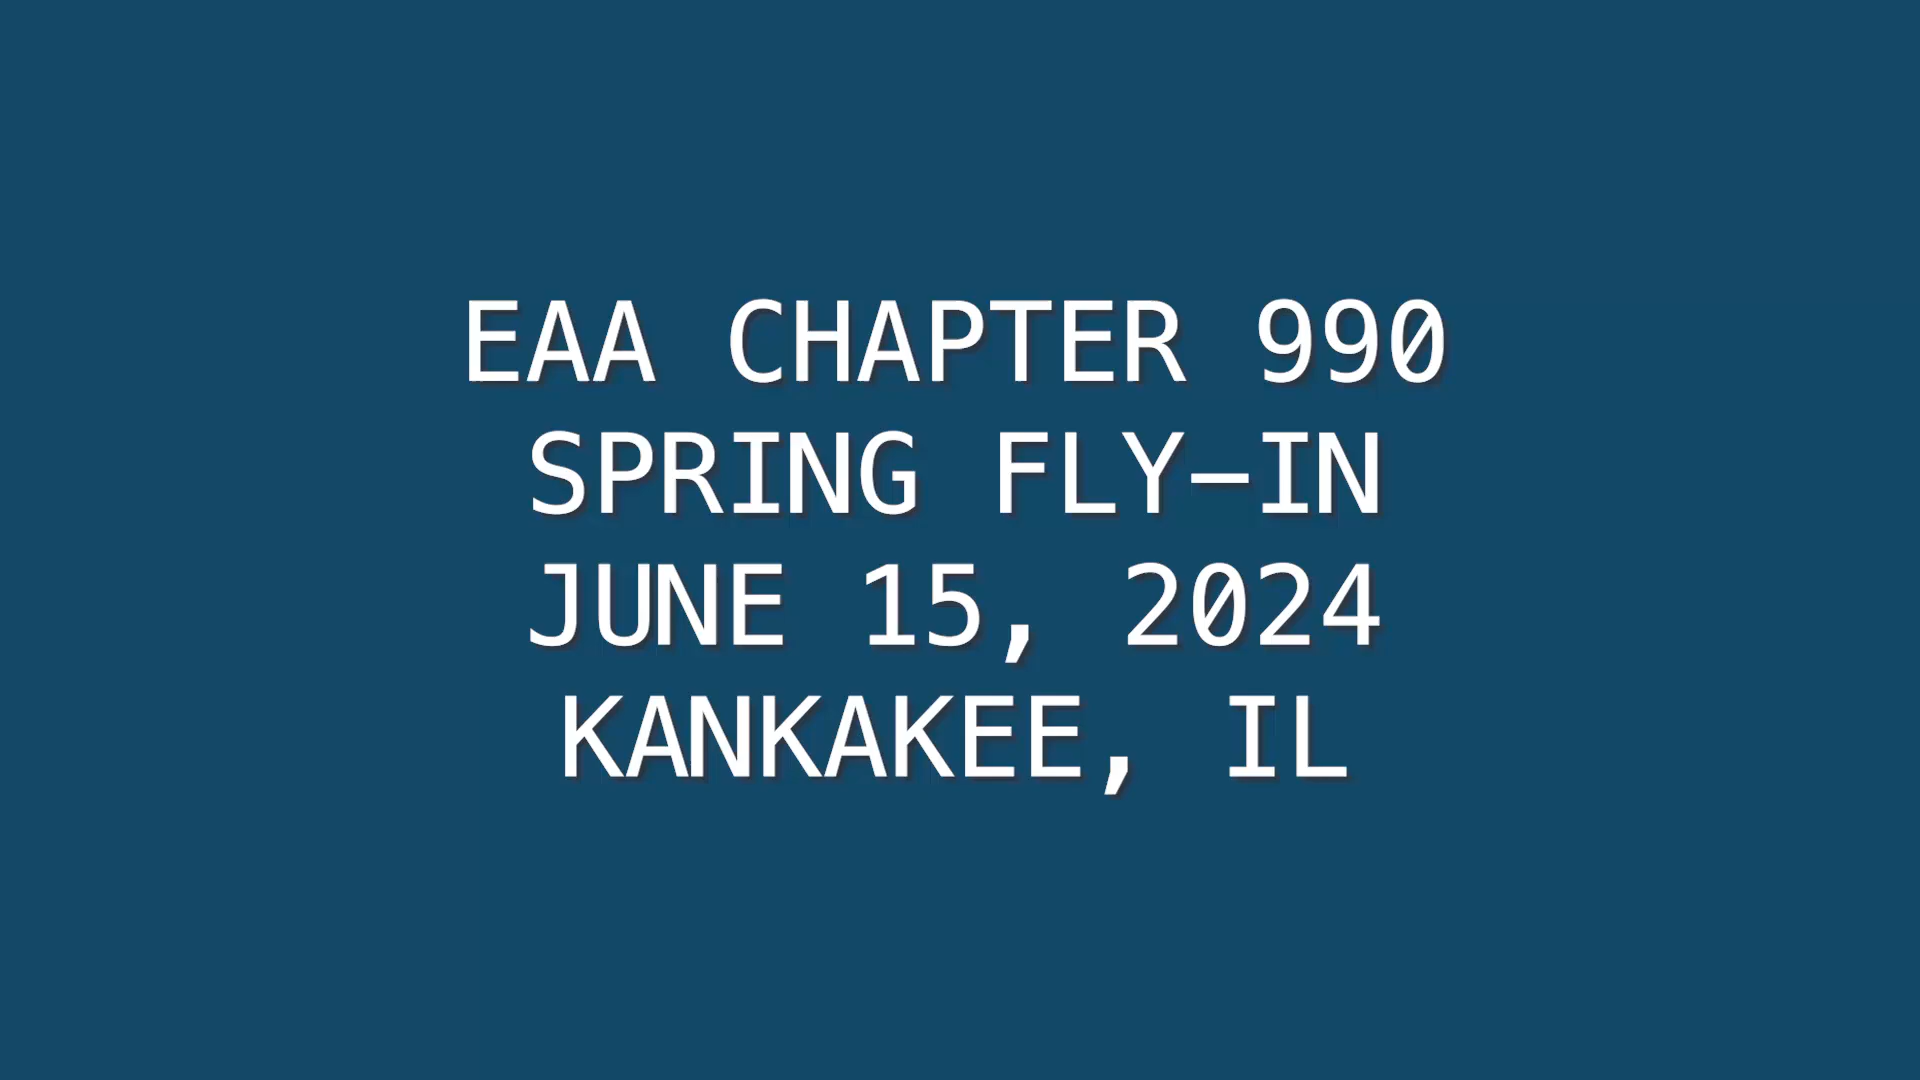 EAA CHAPTER 990
SPRING FLY-IN
JUNE 15, 2024
KANKAKEE, IL